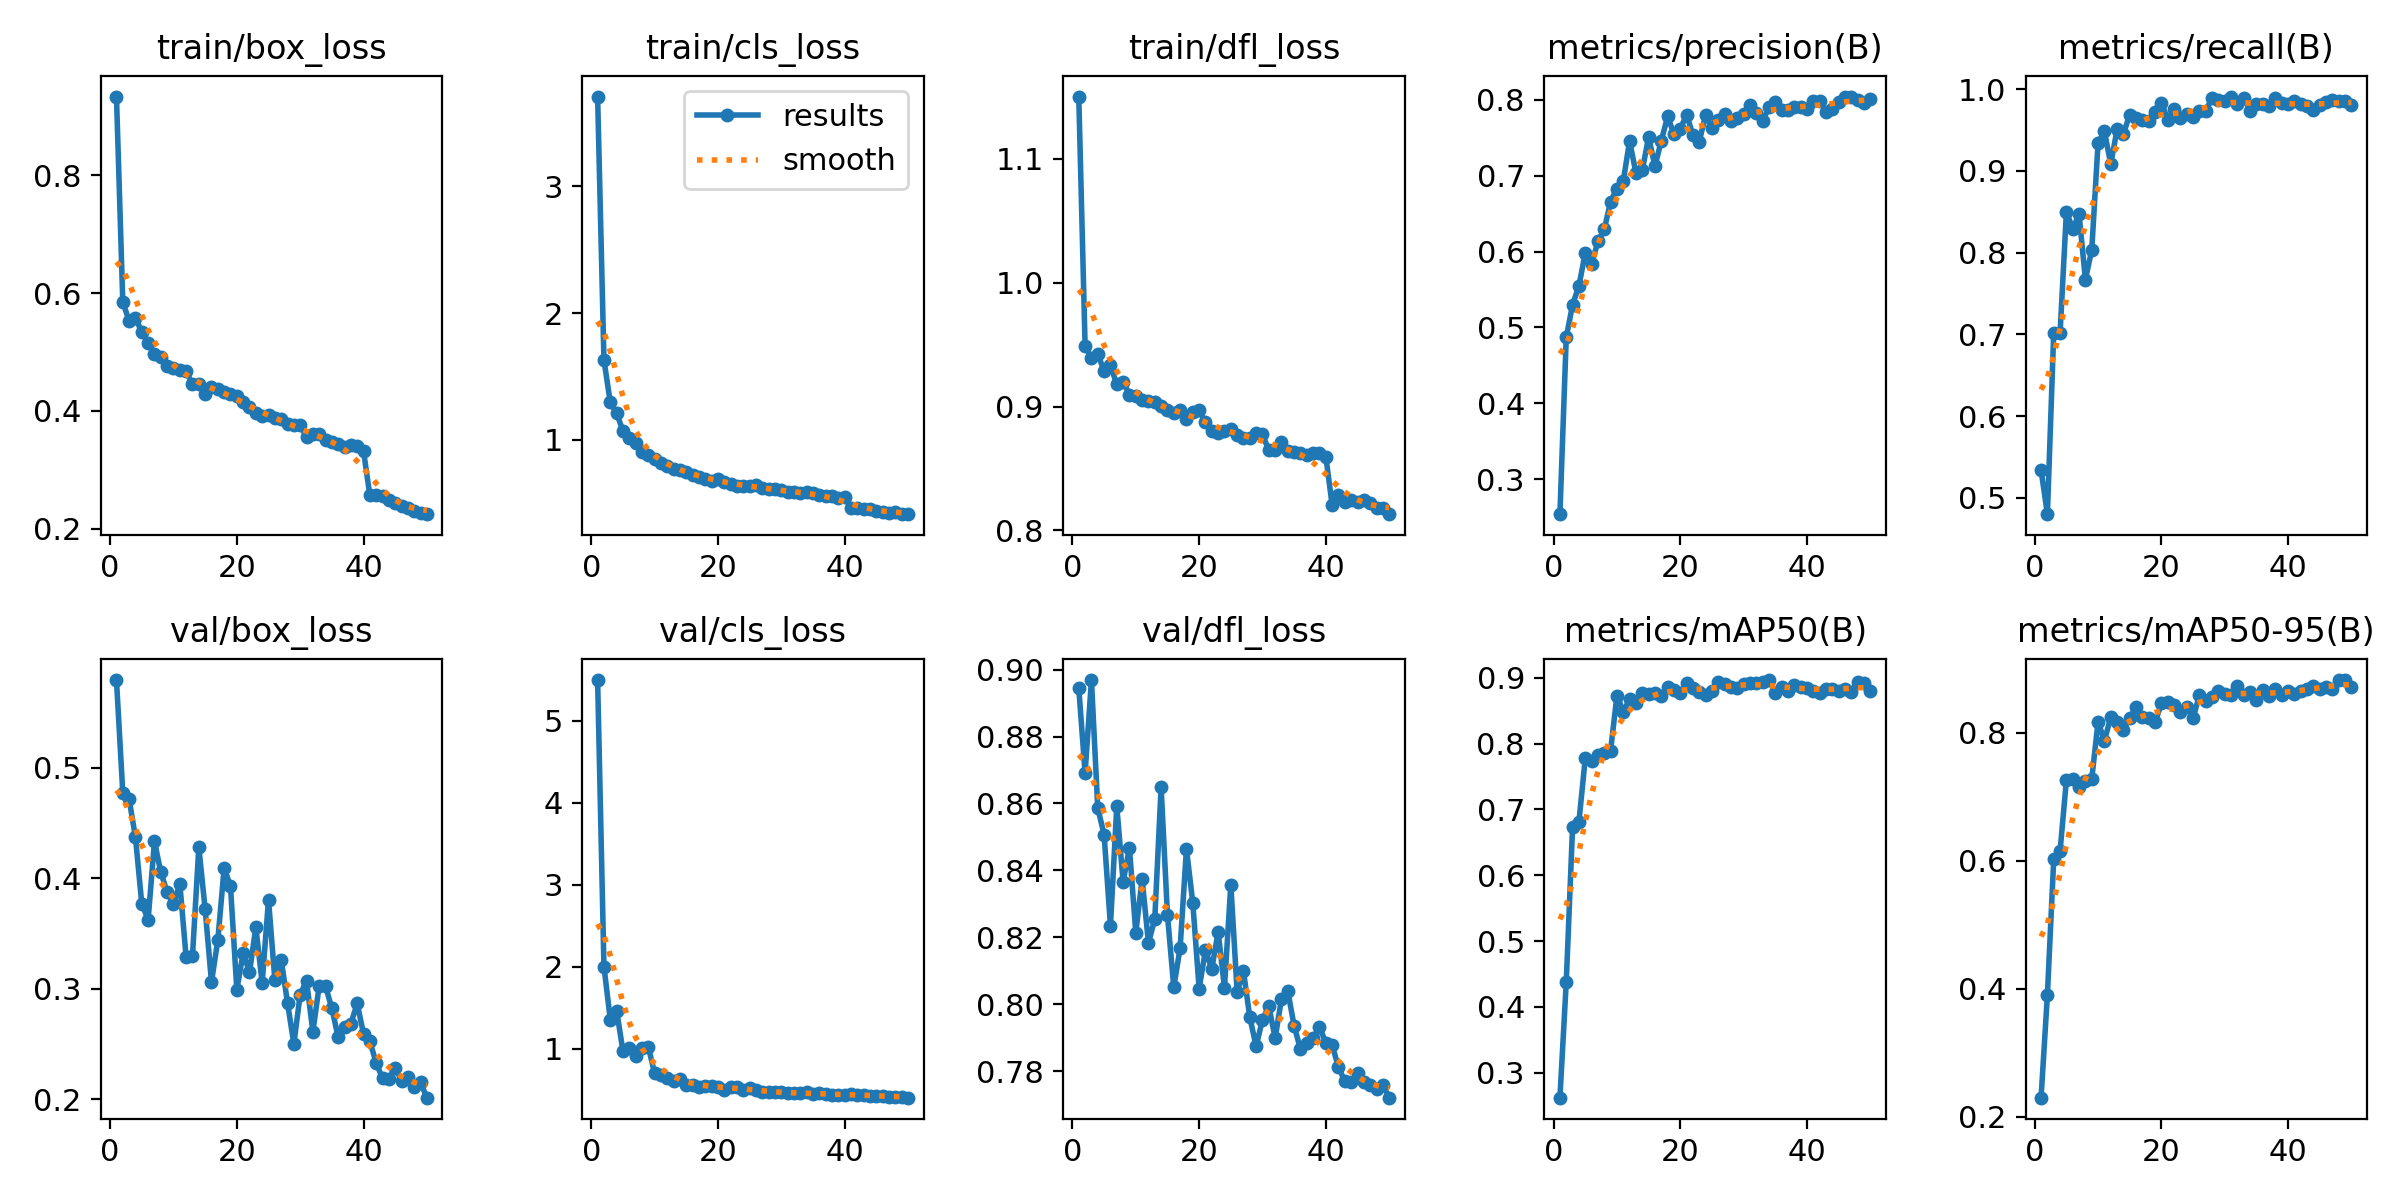 train/box_loss
0.8
0.6
0.4
0.2
0 20 40
train/cls_loss
results
smooth
3
2
1
0 20 40
train/dfl_loss
1.1
1.0
0.9
0.8
0 20 40
metrics/precision(B)
0.8
0.7
0.6
0.5
0.4
0.3
0 20 40
metrics/recall(B)
1.0
0.9
0.8
0.7
0.6
0.5
0 20 40
val/box_loss
0.5
0.4
0.3
0.2
0 20 40
val/cls_loss
5
4
3
2
1
0 20 40
val/dfl_loss
0.90
0.88
0.86
0.84
0.82
0.80
0.78
0 20 40
metrics/mAP50(B)
0.9
0.8
0.7
0.6
0.5
0.4
0.3
0 20 40
metrics/mAP50-95(B)
0.8
0.6
0.4
0.2
0 20 40